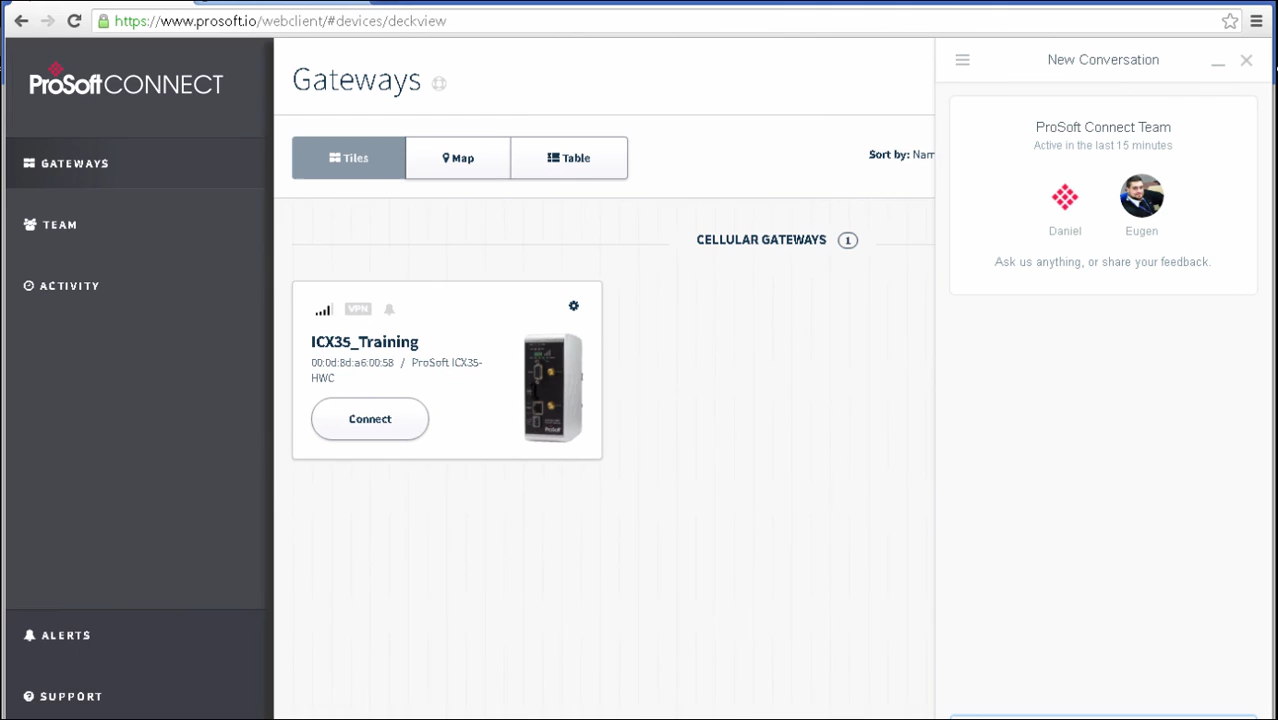 https://www.prosoft.io/webclient/#devices/deckview
ProSoft CONNECT
GATEWAYS
TEAM
ACTIVITY
ALERTS
SUPPORT
Gateways
Tiles
Map
Table
Sort by: Nam
CELLULAR GATEWAYS 1
VPN
ICX35_Training
00:0d:8d:a6:00:58 / ProSoft ICX35-
HWC
Connect
ProSoft
New Conversation
ProSoft Connect Team
Active in the last 15 minutes
Daniel Eugen
Ask us anything, or share your feedback.